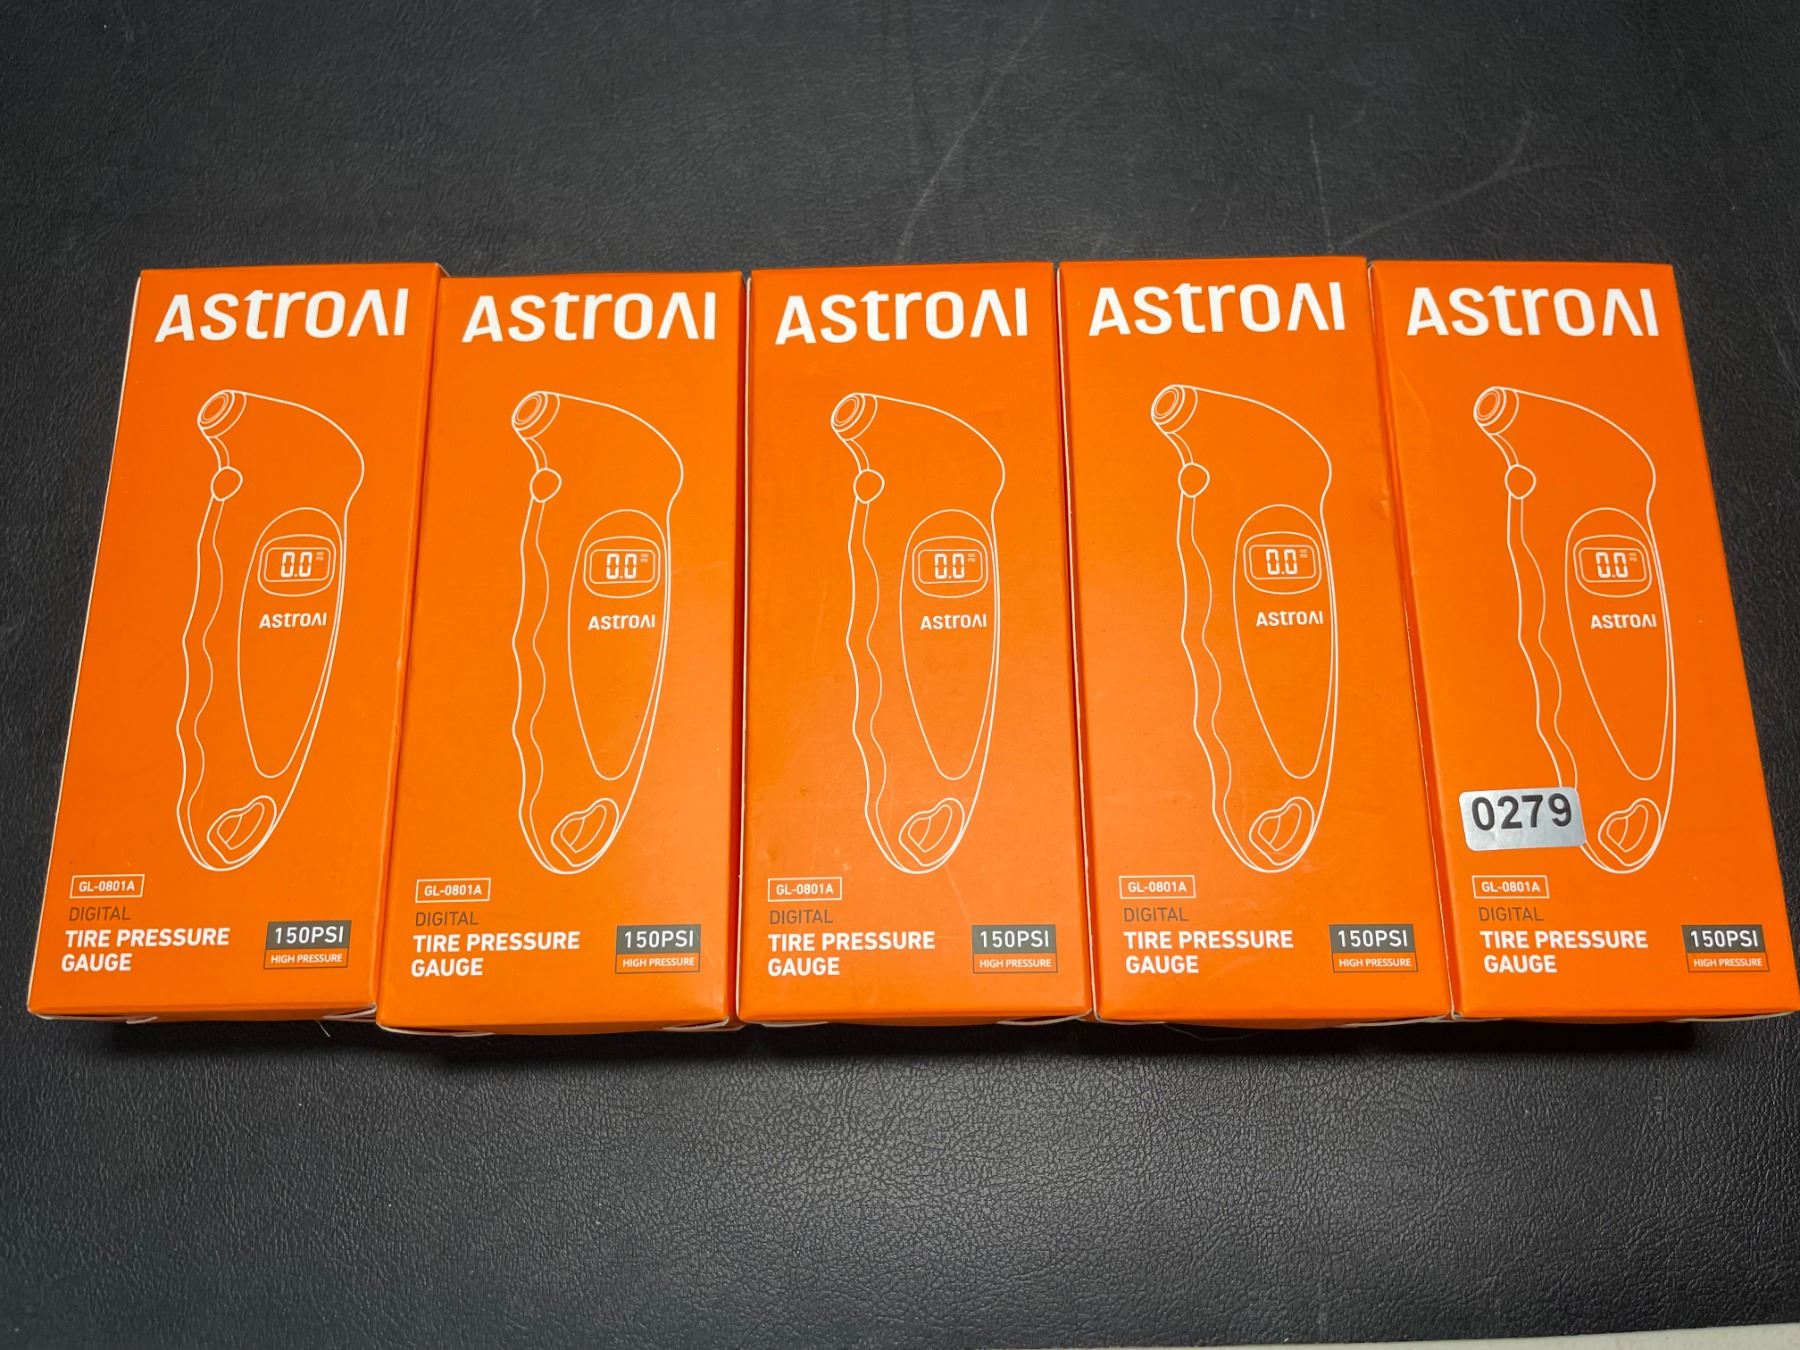 AstroAI
0.0
AstroAI
GL-0801A
DIGITAL
TIRE PRESSURE
GAUGE
150PSI
HIGH PRESSURE
AstroAI
0.0
AstroAI
GL-0801A
DIGITAL
TIRE PRESSURE
GAUGE
150PSI
HIGH PRESSURE
AstroAI
0.0
AstroAI
GL-0801A
DIGITAL
TIRE PRESSURE
GAUGE
150PSI
HIGH PRESSURE
AstroAI
0.0
AstroAI
GL-0801A
DIGITAL
TIRE PRESSURE
GAUGE
150PSI
HIGH PRESSURE
AstroAI
0.0
AstroAI
0279
GL-0801A
DIGITAL
TIRE PRESSURE
GAUGE
150PSI
HIGH PRESSURE